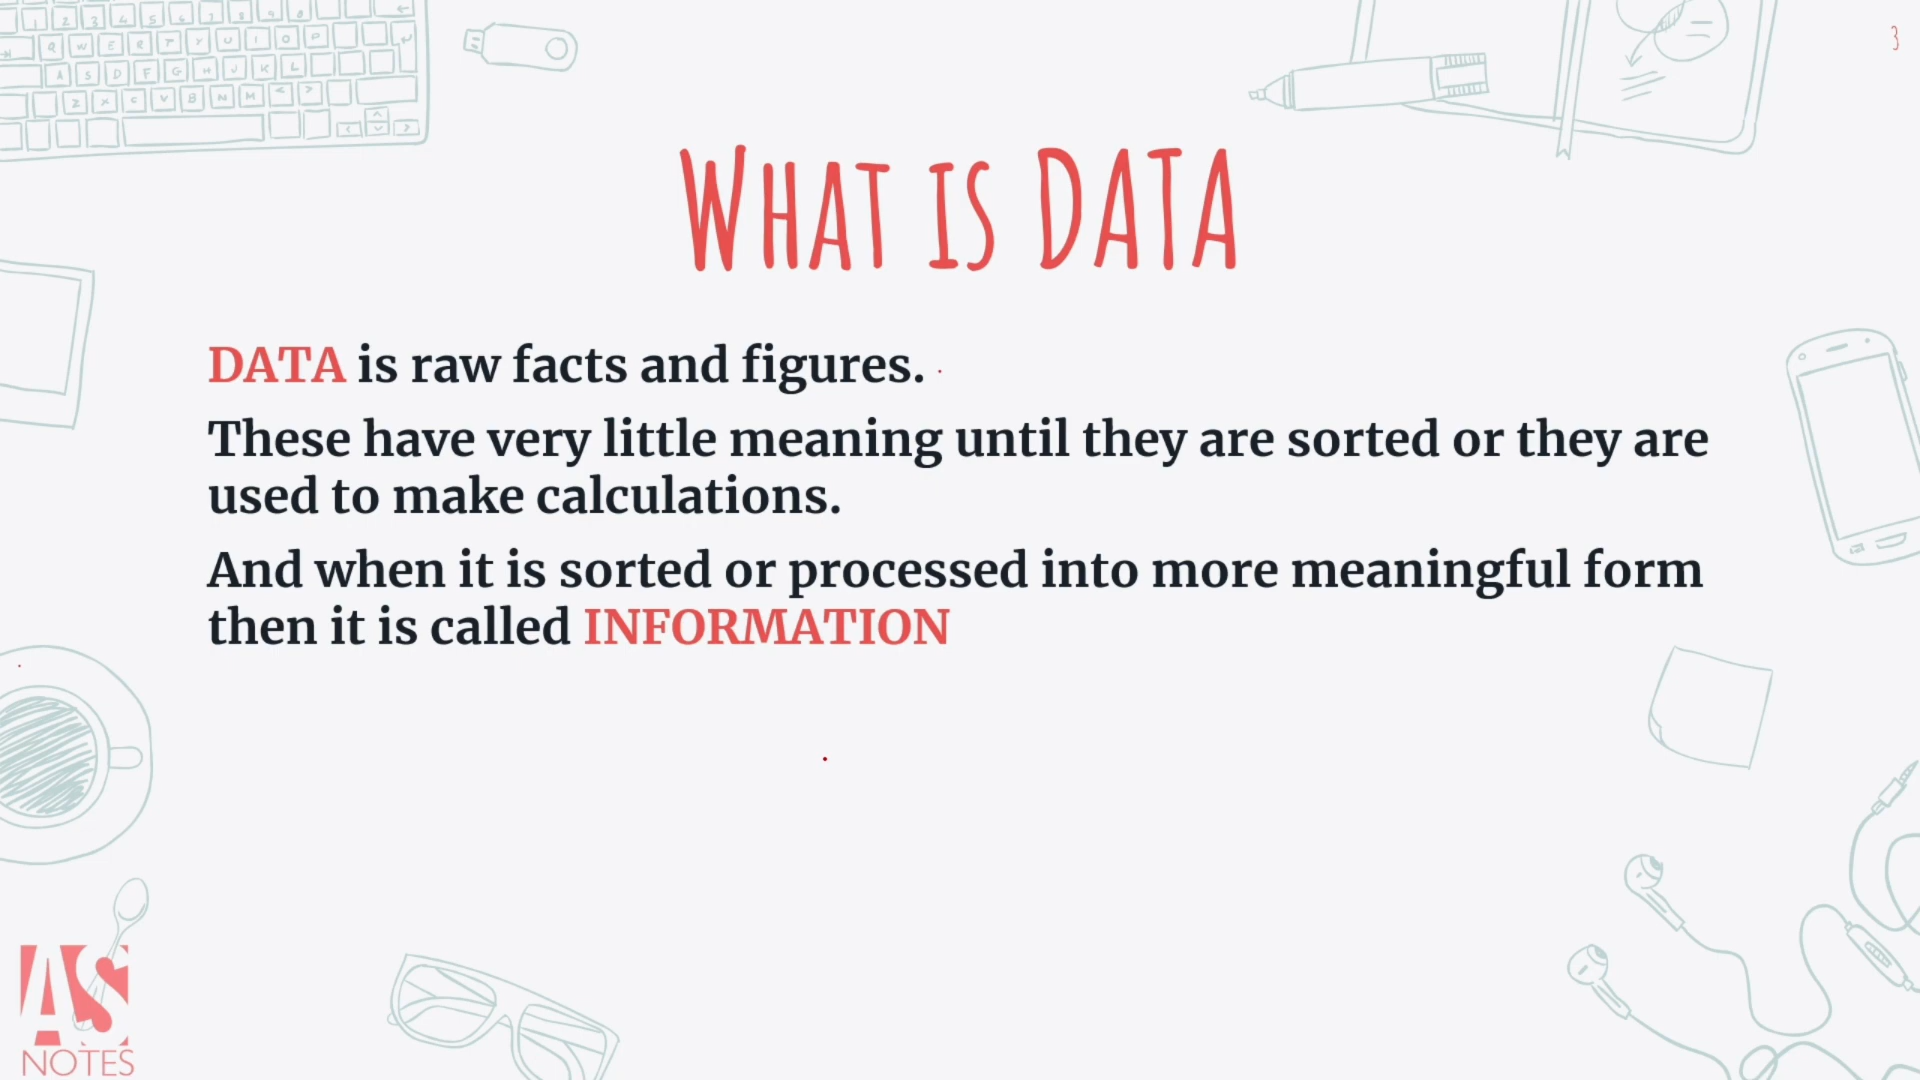 3
WHAT IS DATA
DATA is raw facts and figures.
These have very little meaning until they are sorted or they are
used to make calculations.
And when it is sorted or processed into more meaningful form
then it is called INFORMATION
AS
NOTES